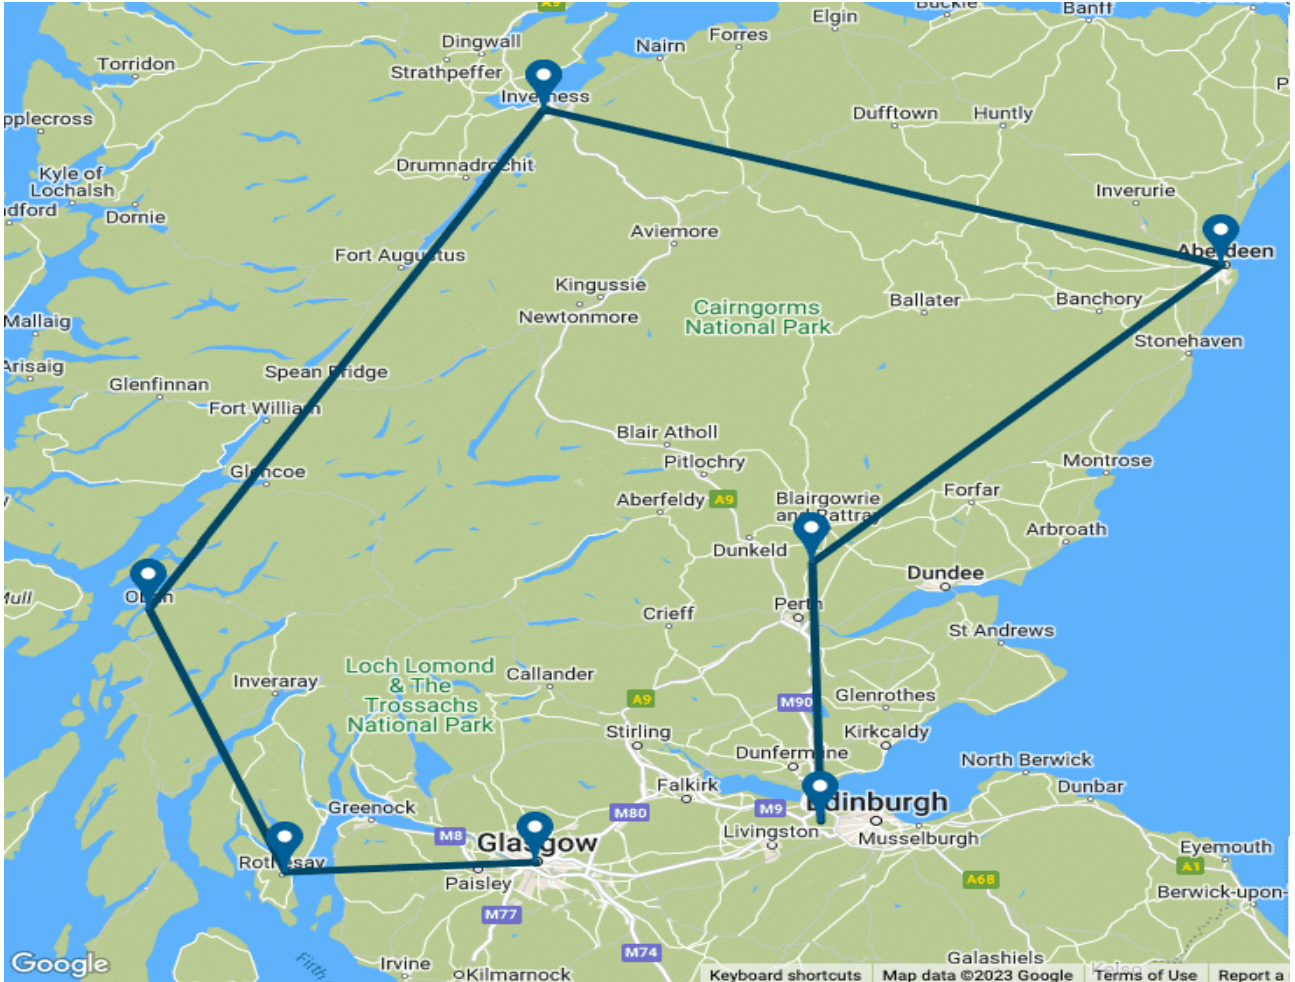 A9
Buckie
Banff
Elgin
Dingwall
Nairn
Forres
Torridon
Strathpeffer
Inverness
pplecross
Dufftown
Huntly
Kyle of
Lochalsh
Drumnadrochit
Inverurie
dford
Dornie
Aviemore
Fort Augustus
Aberdeen
Kingussie
Newtonmore
Cairngorms
National Park
Ballater
Banchory
Mallaig
Stonehaven
Arisaig
Spean Bridge
Glenfinnan
Fort William
Blair Atholl
Pitlochry
Montrose
Glencoe
Aberfeldy
A9
Blairgowrie
and Rattray
Forfar
Arbroath
Dunkeld
Dundee
Mull
Oban
Perth
Crieff
St Andrews
Loch Lomond
& The
Trossachs
National Park
Inveraray
Callander
A9
M90
Glenrothes
Stirling
Kirkcaldy
Dunfermline
North Berwick
Falkirk
Dunbar
Greenock
M80
M9
Edinburgh
M8
Glasgow
Livingston
Musselburgh
Rothesay
Eyemouth
A1
Paisley
A68
Berwick-upon-
M77
M74
Galashiels
Irvine
Firth
Kilmarnock
Kelso
Google
Keyboard shortcuts
Map data ©2023 Google
Terms of Use
Report a